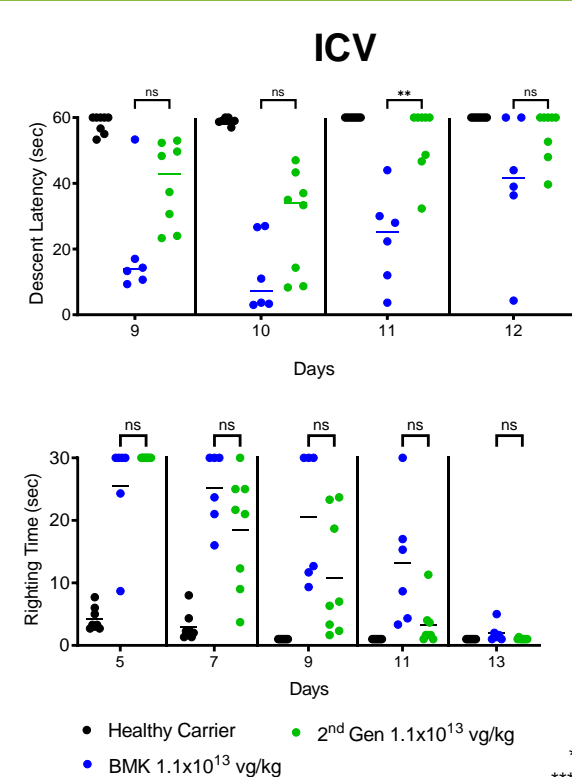 ICV
ns ns ** ns
Descent Latency (sec)
60
40
20
0
9 10 11 12
Days
ns ns ns ns ns
Righting Time (sec)
30
20
10
0
5 7 9 11 13
Days
Healthy Carrier
2nd Gen 1.1x10^13 vg/kg
BMK 1.1x10^13 vg/kg